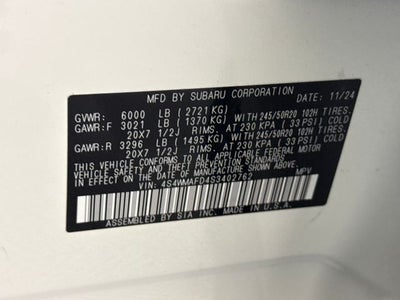 MFD BY SUBARU CORPORATION DATE: 11/24
GVWR: 6000 LB (2721 KG)
GAWR:F 3021 LB (1370 KG) WITH 245/50R20 102H TIRES,
20X7 1/2J RIMS, AT 230 KPA (33 PSI) COLD
GAWR:R 3296 LB (1495 KG) WITH 245/50R20 102H TIRES,
20X7 1/2J RIMS, AT 230 KPA (33 PSI) COLD
THIS VEHICLE CONFORMS TO ALL APPLICABLE FEDERAL MOTOR
VEHICLE SAFETY STANDARDS IN EFFECT ON THE
DATE OF MANUFACTURE SHOWN ABOVE.
VIN: 4S4WMAFD4S3402762 MPV
ASSEMBLED BY SIA INC. MADE IN U.S.A.